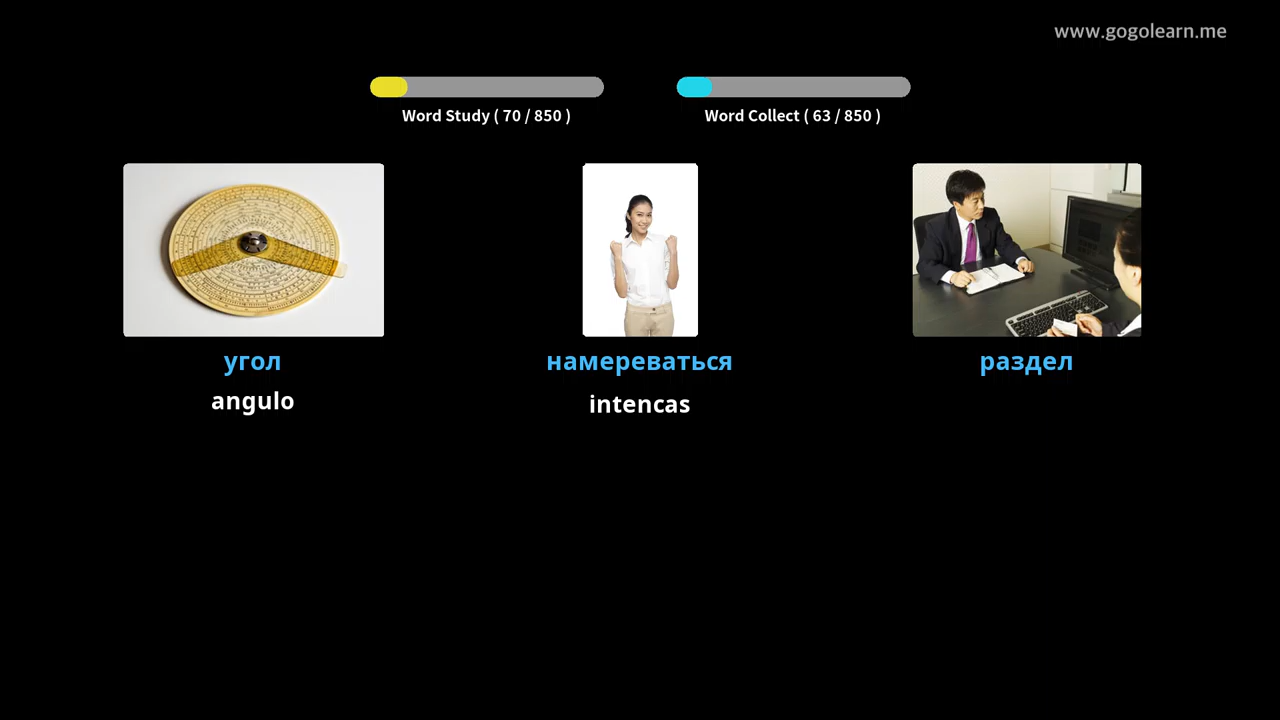 www.gogolearn.me
Word Study ( 70 / 850 )
Word Collect ( 63 / 850 )
угол
намереваться
раздел
angulo
intencas